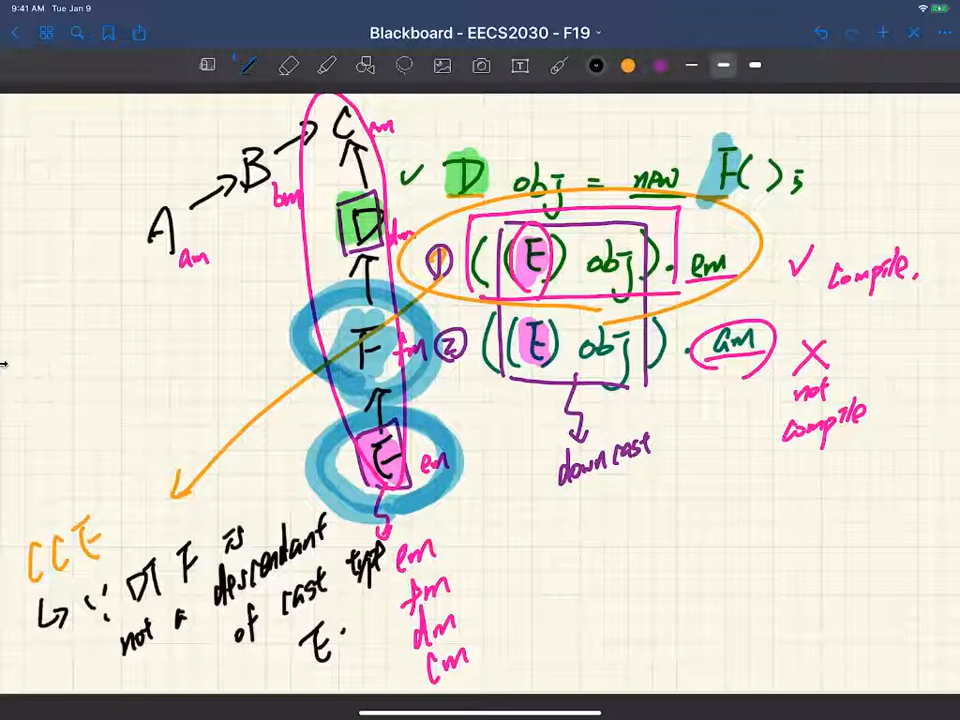 9:41 AM Tue Jan 9
Blackboard - EECS2030 - F19
C cm
B
bm
A
am
✓ D obj = new F();
D dm
① ((E) obj). em ✓ compile.
F fm
② ((E) obj). am ✗ not compile
downcast
E em
em
fm
dm
cm
CCE
↳ ∵ DT F is
not a descendant
of cast type
E.